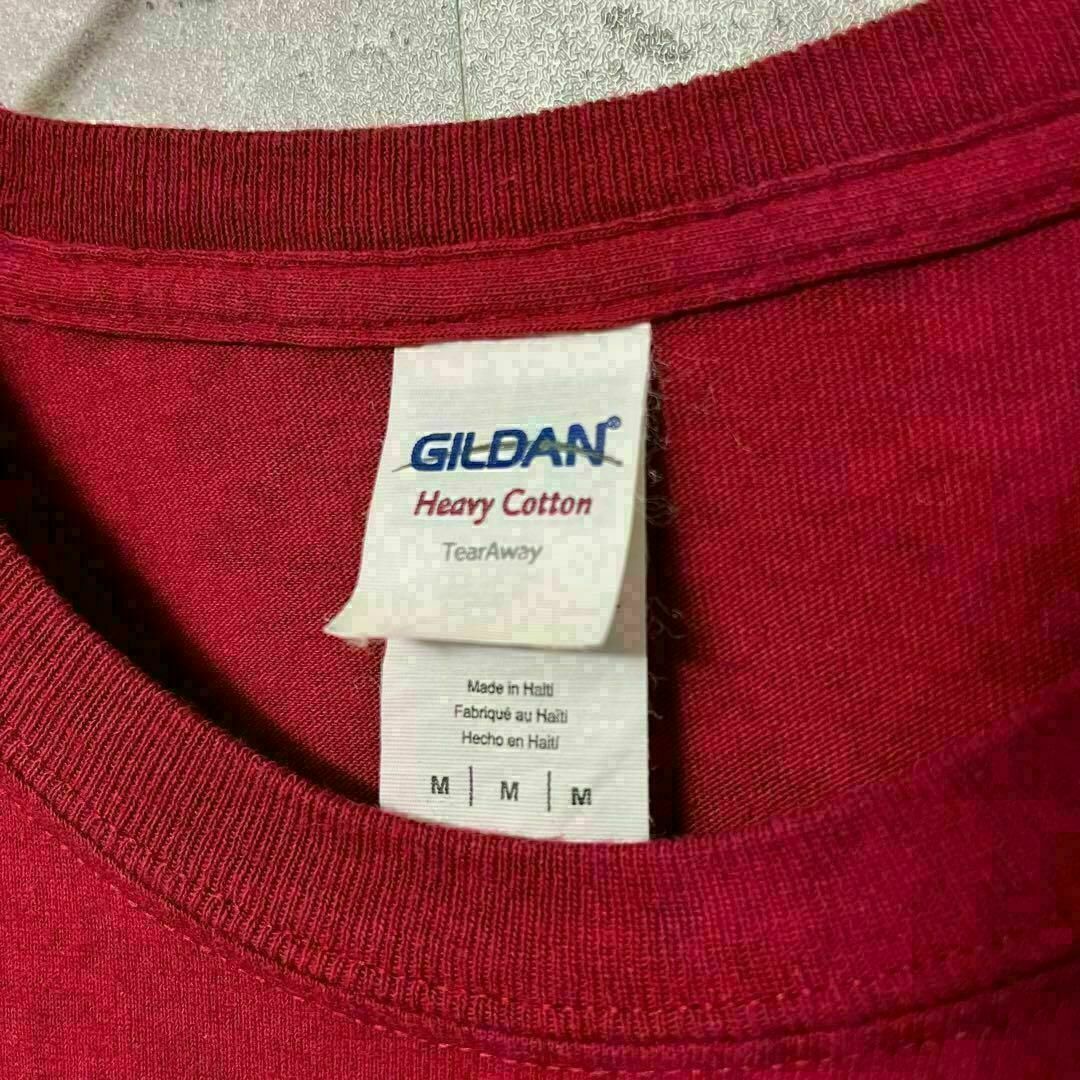 GILDAN®
Heavy Cotton
TearAway
Made in Haiti
Fabriqué au Haïti
Hecho en Haití
M | M | M